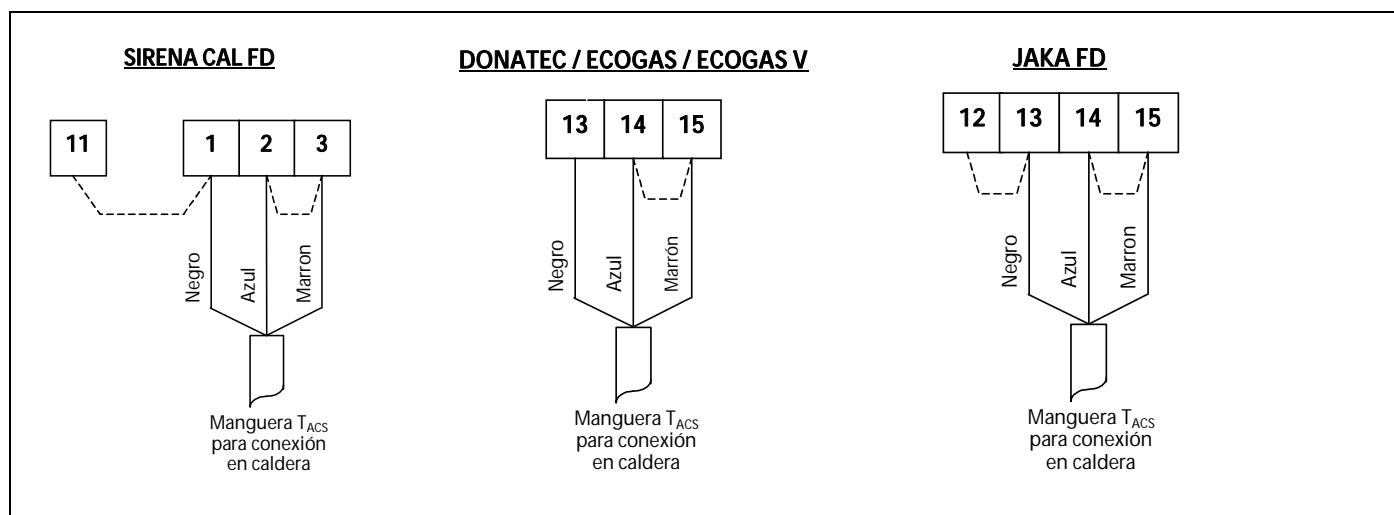 SIRENA CAL FD
11 1 2 3
Negro
Azul
Marron
Manguera TACS
para conexión
en caldera
DONATEC / ECOGAS / ECOGAS V
13 14 15
Negro
Azul
Marrón
Manguera TACS
para conexión
en caldera
JAKA FD
12 13 14 15
Negro
Azul
Marron
Manguera TACS
para conexión
en caldera